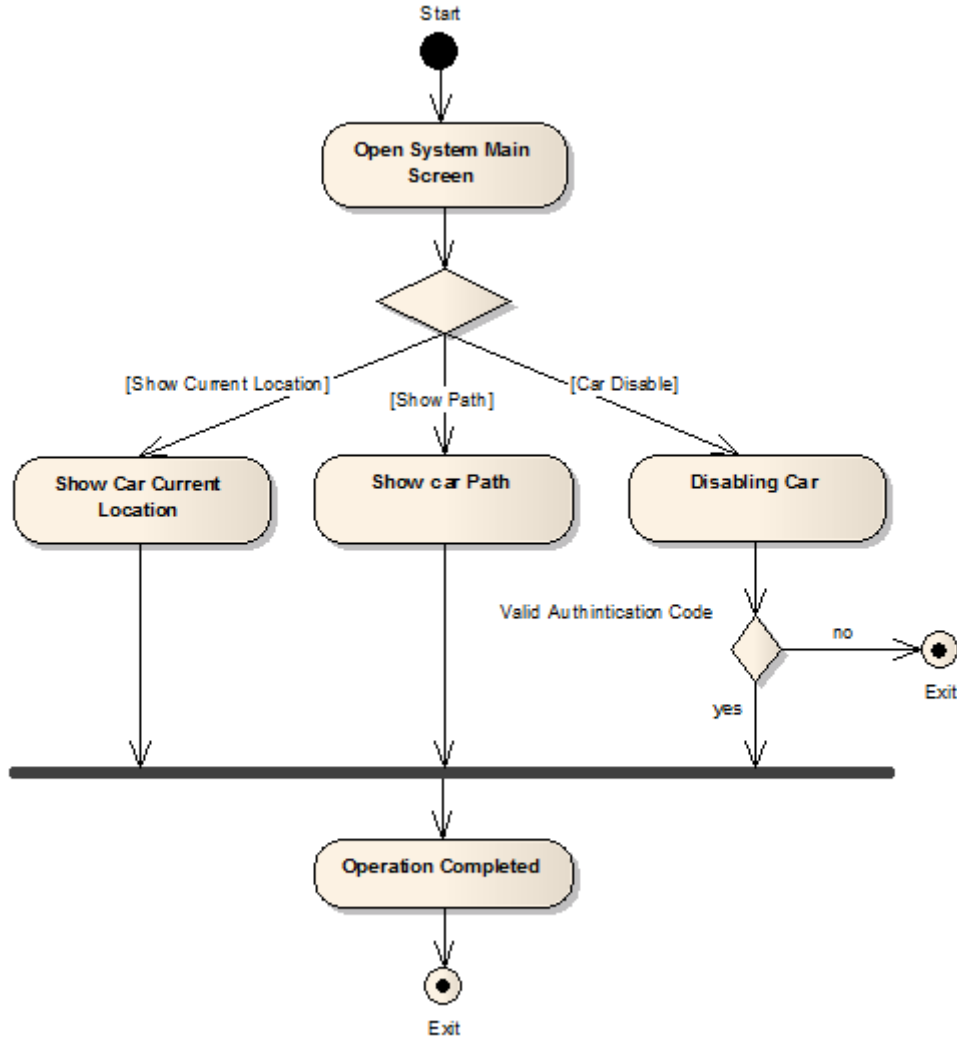 Start
Open System Main
Screen
[Show Current Location]
[Show Path]
[Car Disable]
Show Car Current
Location
Show car Path
Disabling Car
Valid Authintication Code
no
Exit
yes
Operation Completed
Exit